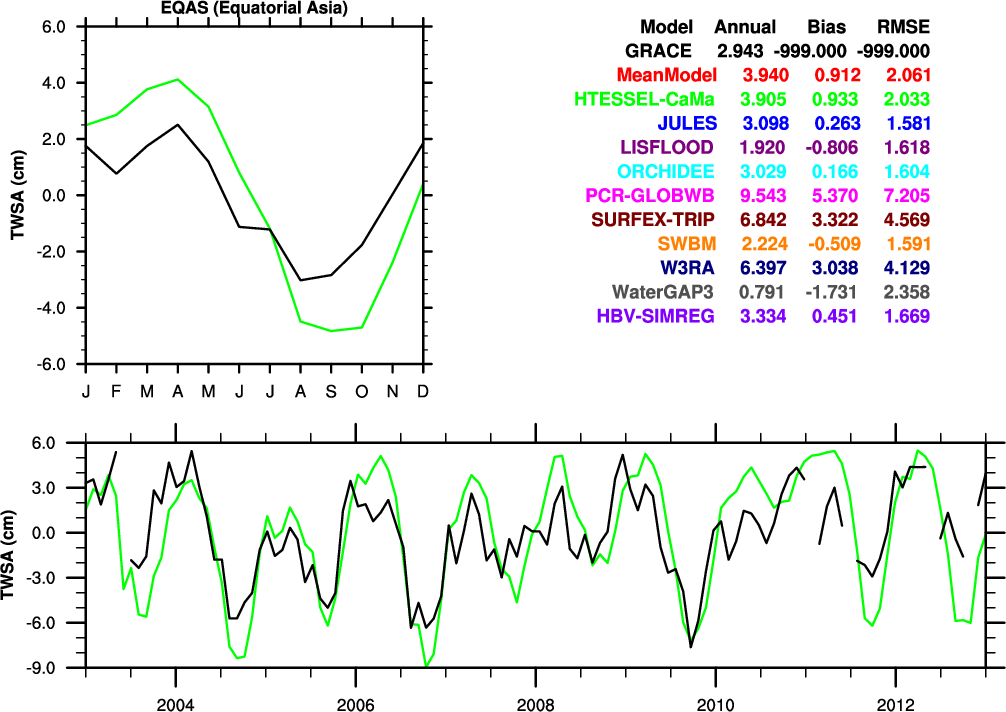 EQAS (Equatorial Asia)
6.0
4.0
2.0
0.0
-2.0
-4.0
-6.0
TWSA (cm)
J F M A M J J A S O N D
Model Annual Bias RMSE
GRACE 2.943 -999.000 -999.000
MeanModel 3.940 0.912 2.061
HTESSEL-CaMa 3.905 0.933 2.033
JULES 3.098 0.263 1.581
LISFLOOD 1.920 -0.806 1.618
ORCHIDEE 3.029 0.166 1.604
PCR-GLOBWB 9.543 5.370 7.205
SURFEX-TRIP 6.842 3.322 4.569
SWBM 2.224 -0.509 1.591
W3RA 6.397 3.038 4.129
WaterGAP3 0.791 -1.731 2.358
HBV-SIMREG 3.334 0.451 1.669
6.0
3.0
0.0
-3.0
-6.0
-9.0
TWSA (cm)
2004 2006 2008 2010 2012